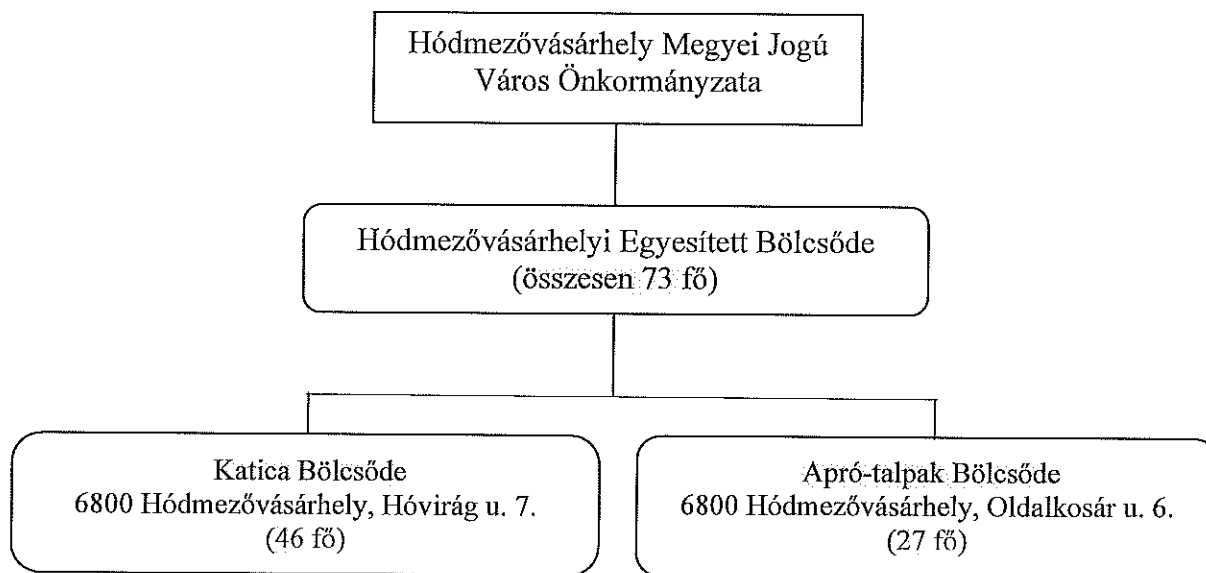 Hódmezővásárhely Megyei Jogú
Város Önkormányzata
Hódmezővásárhelyi Egyesített Bölcsőde
(összesen 73 fő)
Katica Bölcsőde
6800 Hódmezővásárhely, Hóvirág u. 7.
(46 fő)
Apró-talpak Bölcsőde
6800 Hódmezővásárhely, Oldalkosár u. 6.
(27 fő)